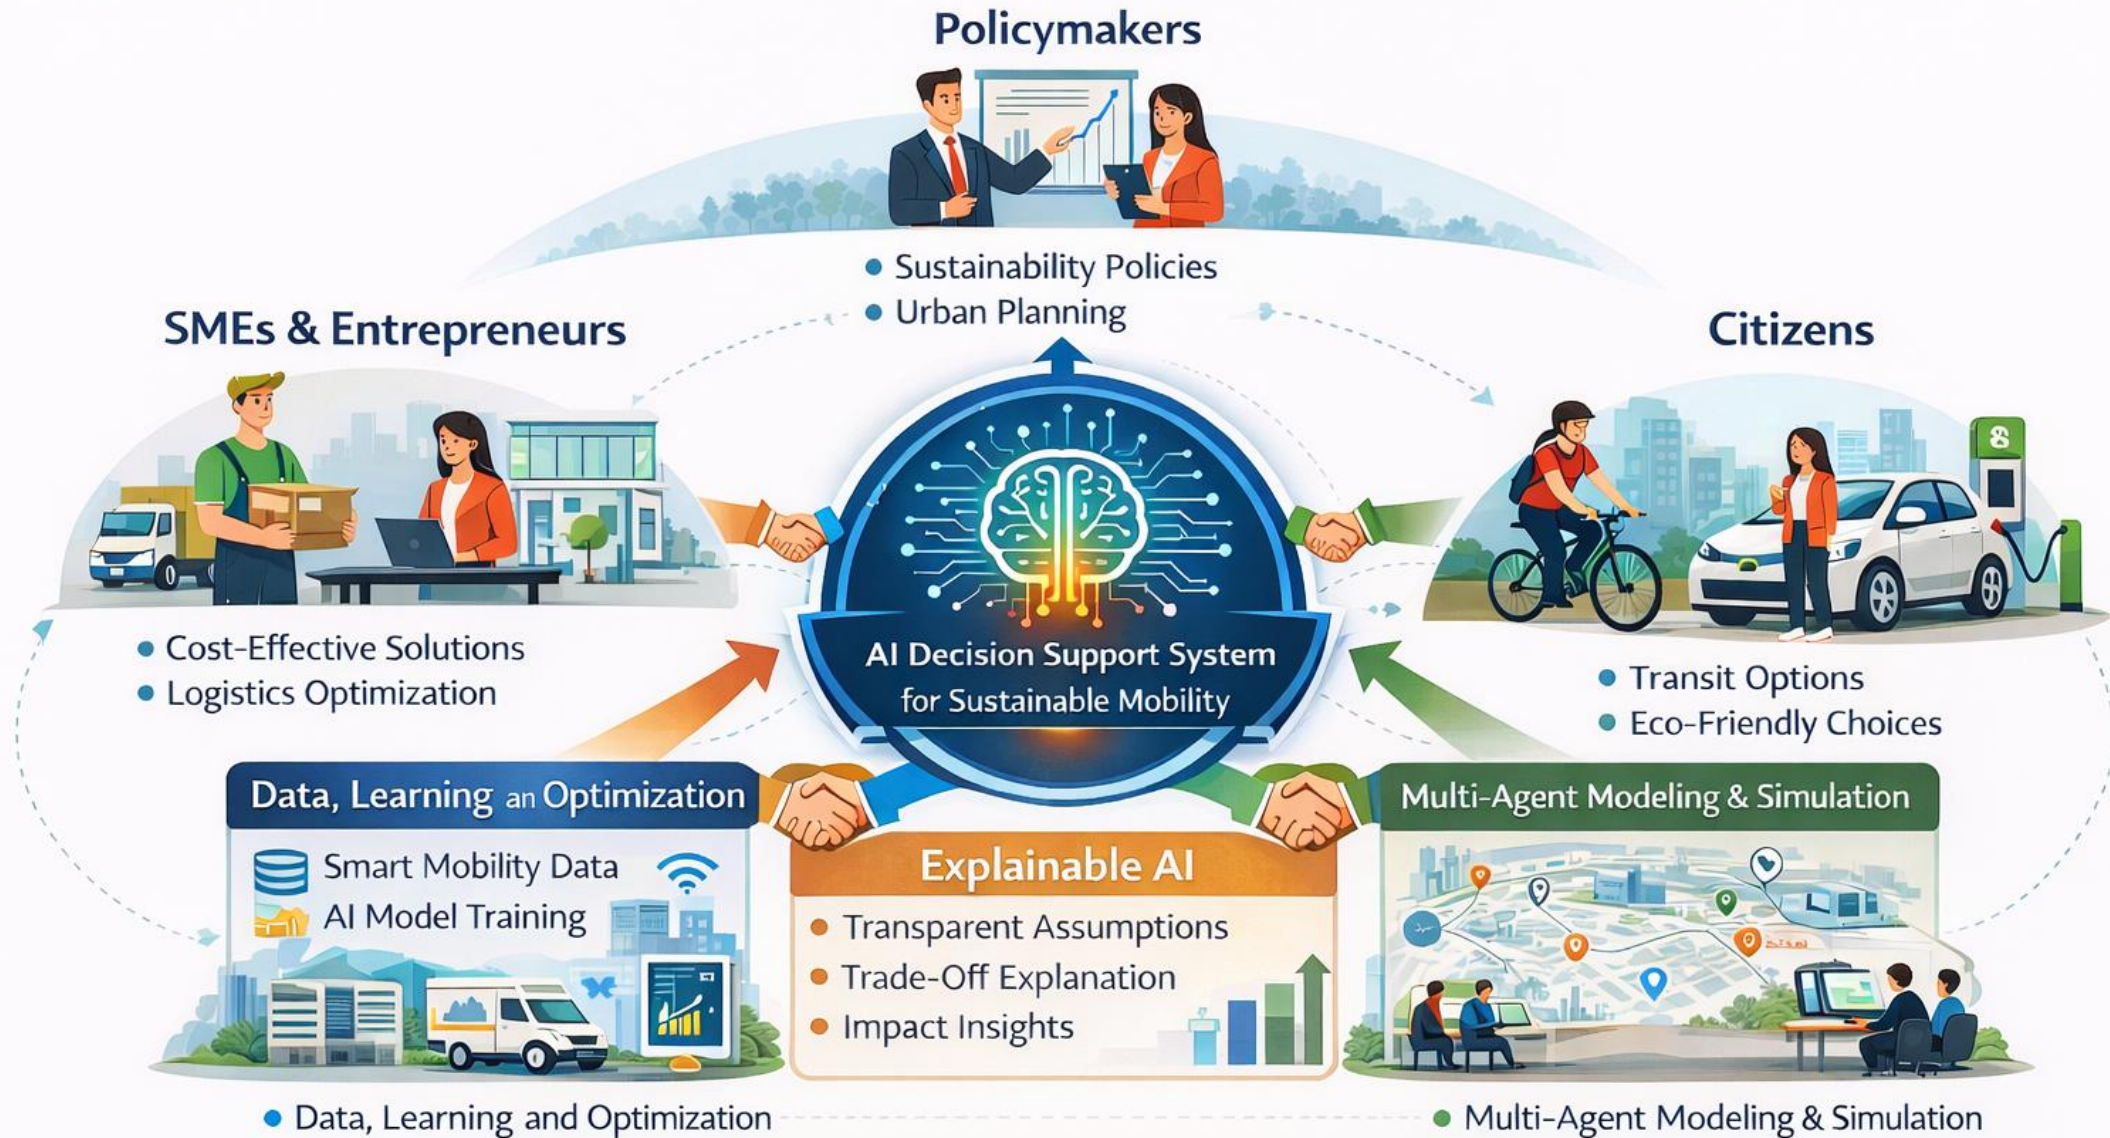 Policymakers
• Sustainability Policies
• Urban Planning
SMEs & Entrepreneurs
• Cost-Effective Solutions
• Logistics Optimization
Citizens
• Transit Options
• Eco-Friendly Choices
AI Decision Support System
for Sustainable Mobility
Data, Learning an Optimization
Smart Mobility Data
AI Model Training
Explainable AI
• Transparent Assumptions
• Trade-Off Explanation
• Impact Insights
Multi-Agent Modeling & Simulation
• Data, Learning and Optimization
• Multi-Agent Modeling & Simulation